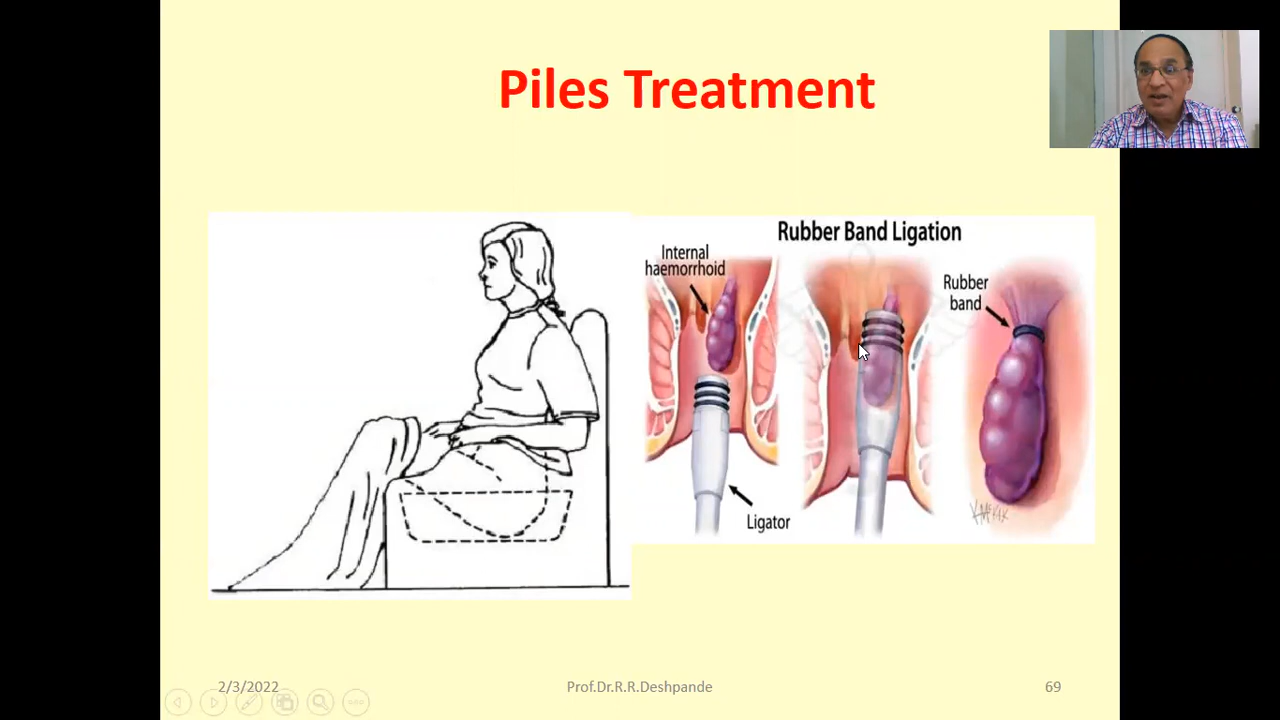 Piles Treatment
Rubber Band Ligation
Internal
haemorrhoid
Rubber
band
Ligator
2/3/2022
Prof.Dr.R.R.Deshpande
69